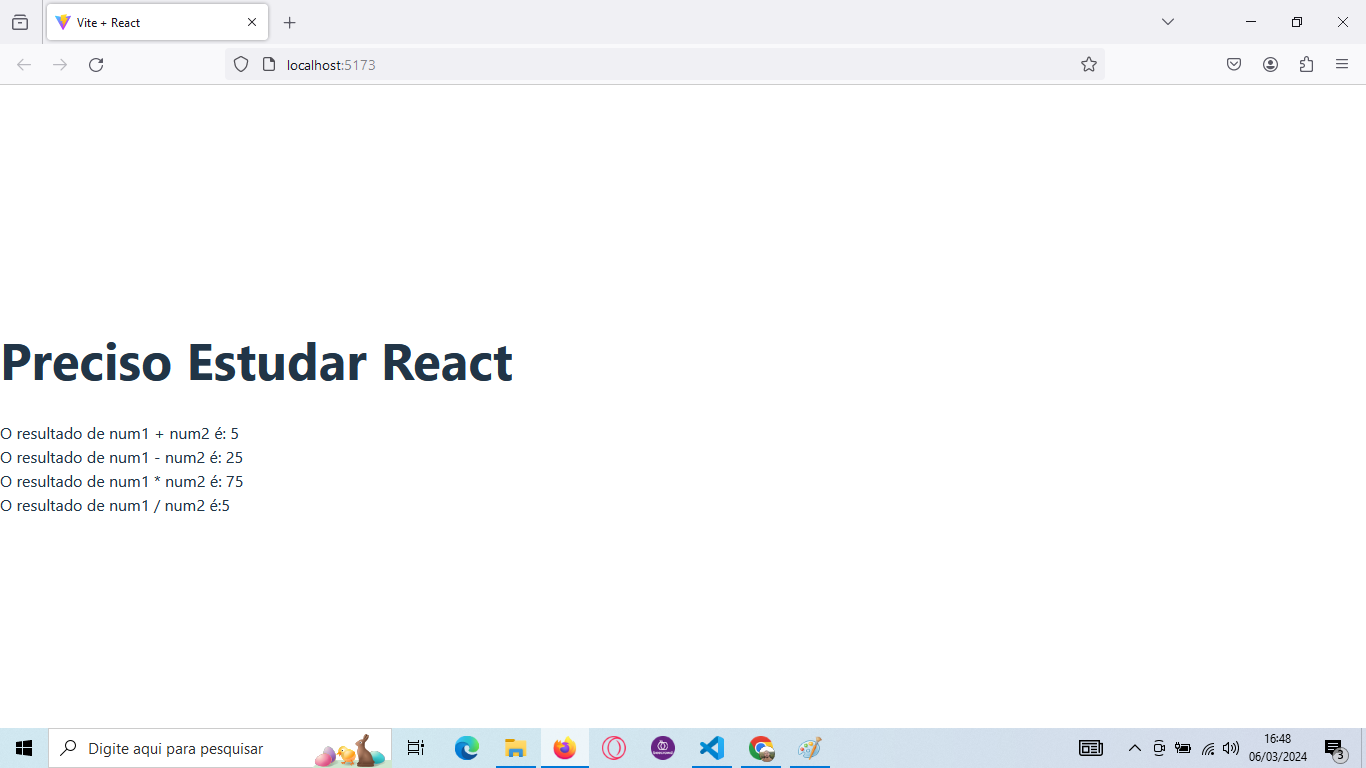 Vite + React
localhost:5173
Preciso Estudar React
O resultado de num1 + num2 é: 5
O resultado de num1 - num2 é: 25
O resultado de num1 * num2 é: 75
O resultado de num1 / num2 é:5
Digite aqui para pesquisar
16:48
06/03/2024
3